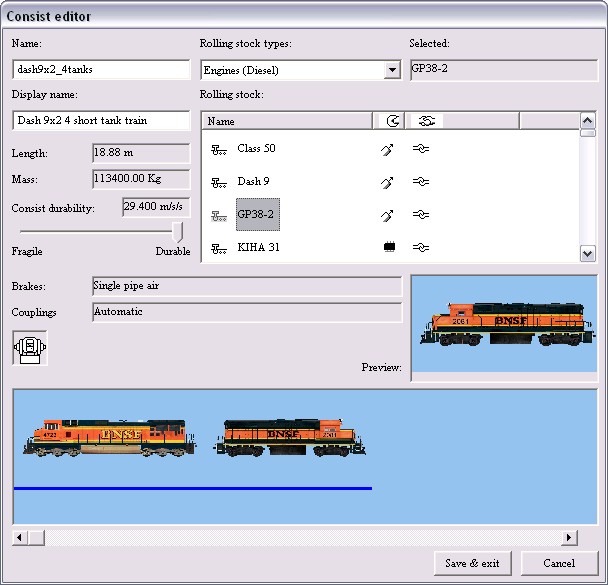 Consist editor
Name:
Rolling stock types:
Selected:
dash9x2_4tanks
Engines (Diesel)
GP38-2
Display name:
Rolling stock:
Dash 9x2 4 short tank train
Name
Length:
18.88 m
Class 50
Mass:
113400.00 Kg
Dash 9
Consist durability:
29.400 m/s/s
GP38-2
Fragile
Durable
KIHA 31
Brakes:
Single pipe air
Couplings
Automatic
2061
BNSF
Preview:
4723
BNSF
BNSF
2061
Save & exit
Cancel